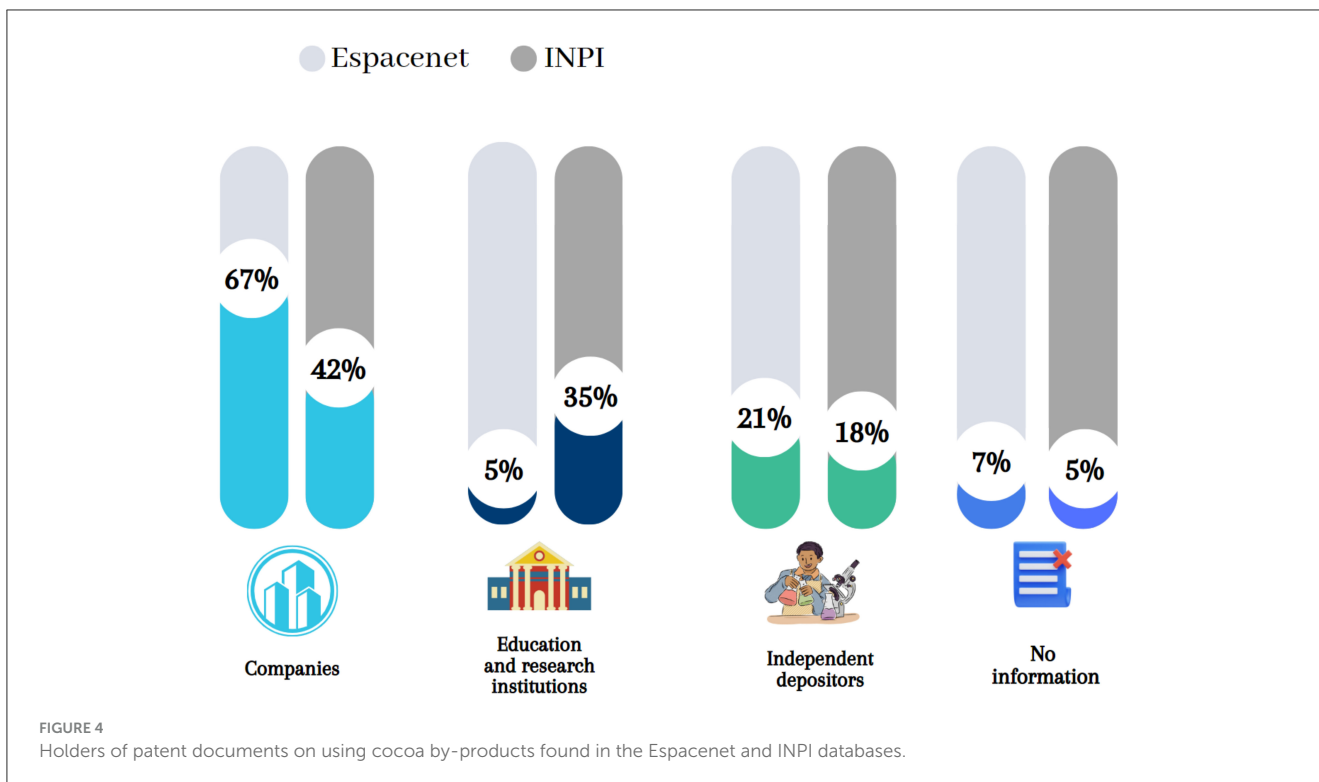 Espacenet INPI
67%
42%
5%
35%
21%
18%
7%
5%
Companies
Education
and research
institutions
Independent
depositors
No
information
FIGURE 4
Holders of patent documents on using cocoa by-products found in the Espacenet and INPI databases.